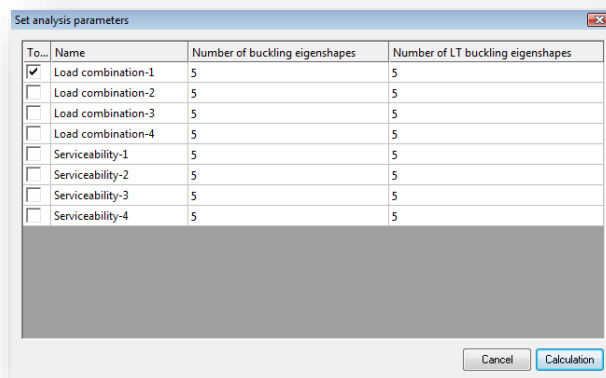 Set analysis parameters
To... Name Number of buckling eigenshapes Number of LT buckling eigenshapes
Load combination-1 5 5
Load combination-2 5 5
Load combination-3 5 5
Load combination-4 5 5
Serviceability-1 5 5
Serviceability-2 5 5
Serviceability-3 5 5
Serviceability-4 5 5
Cancel Calculation